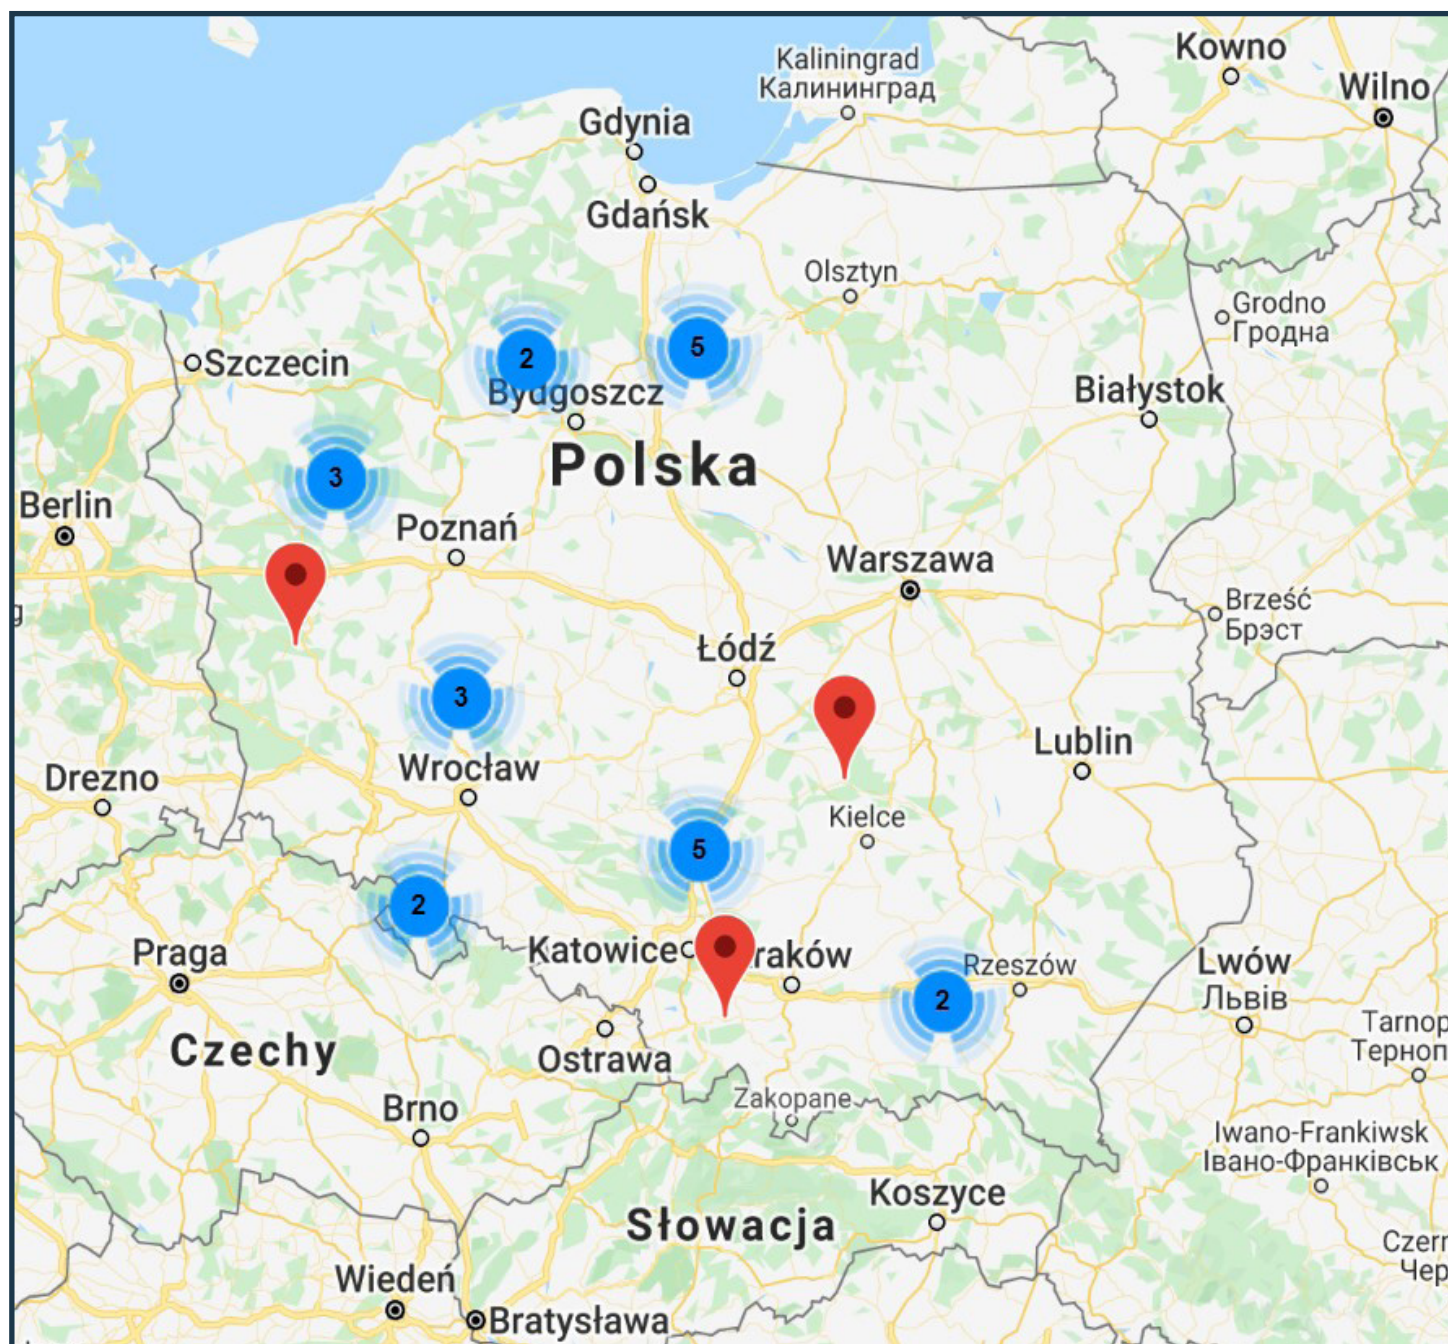 Kowno
Kaliningrad
Калининград
Wilno
Gdynia
Gdańsk
Olsztyn
Grodno
Гродна
Szczecin
2
5
Bydgoszcz
Białystok
Polska
3
Berlin
Poznań
Warszawa
Brześć
Брэст
g
Łódź
3
Lublin
Wrocław
Drezno
Kielce
5
2
Katowice
raków
Rzeszów
Praga
Lwów
Львів
2
Tarnop
Терноп
Ostrawa
Czechy
Zakopane
Brno
Iwano-Frankiwsk
Івано-Франківськ
Koszyce
Słowacja
Czerr
Чер
Wiedeń
Bratysława